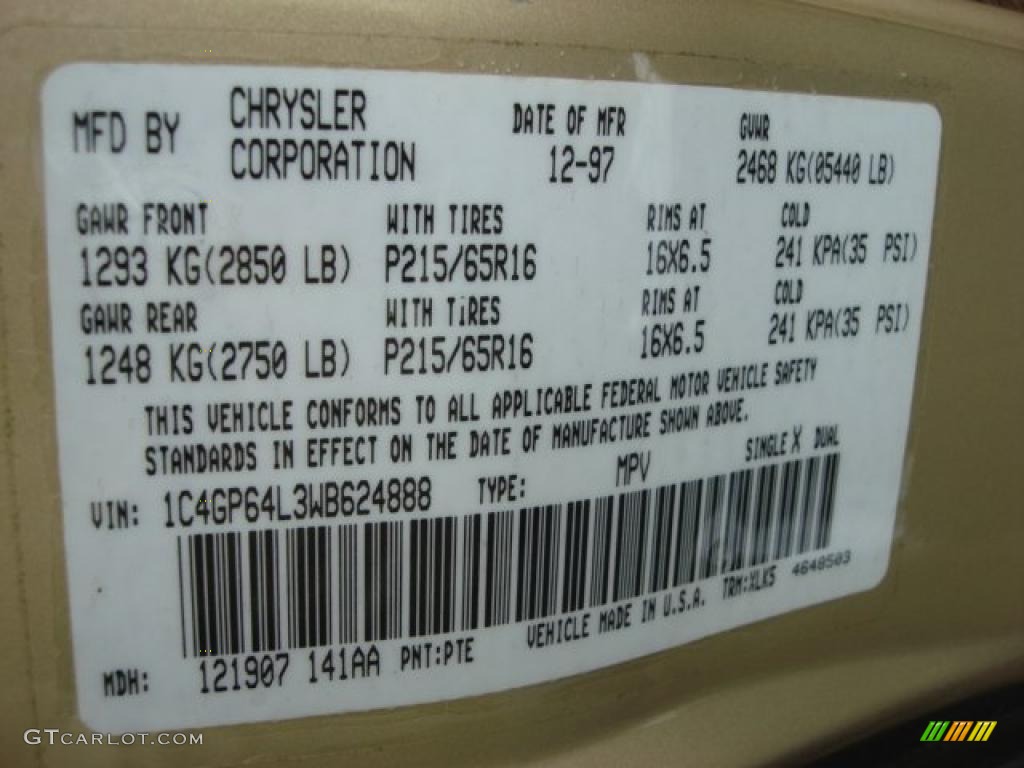 MFD BY CHRYSLER CORPORATION DATE OF MFR 12-97 GVWR 2468 KG(05440 LB)
GAWR FRONT WITH TIRES RIMS AT COLD
1293 KG(2850 LB) P215/65R16 16X6.5 241 KPA(35 PSI)
GAWR REAR WITH TIRES RIMS AT COLD
1248 KG(2750 LB) P215/65R16 16X6.5 241 KPA(35 PSI)
THIS VEHICLE CONFORMS TO ALL APPLICABLE FEDERAL MOTOR VEHICLE SAFETY
STANDARDS IN EFFECT ON THE DATE OF MANUFACTURE SHOWN ABOVE.
VIN: 1C4GP64L3WB624888 TYPE: MPV SINGLE X DUAL
MDH: 121907 141AA PNT:PTE VEHICLE MADE IN U.S.A. TRM:XLK5 4648503
GTCARLOT.COM